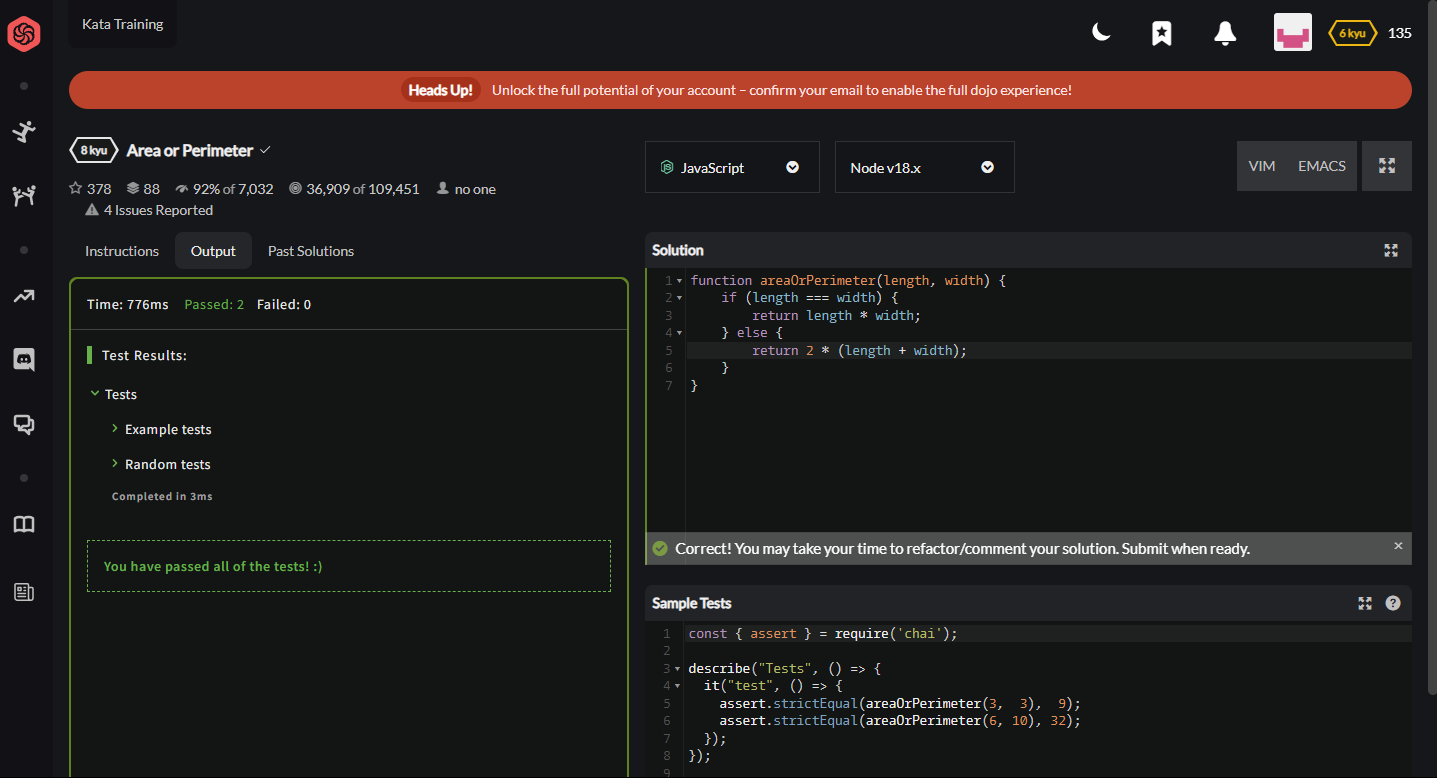 Kata Training
6 kyu 135
Heads Up! Unlock the full potential of your account – confirm your email to enable the full dojo experience!
8 kyu Area or Perimeter
378 88 92% of 7,032 36,909 of 109,451 no one
4 Issues Reported
JavaScript
Node v18.x
VIM EMACS
Instructions Output Past Solutions
Time: 776ms Passed: 2 Failed: 0
Test Results:
Tests
Example tests
Random tests
Completed in 3ms
You have passed all of the tests! :)
Solution
1 function areaOrPerimeter(length, width) {
2     if (length === width) {
3         return length * width;
4     } else {
5         return 2 * (length + width);
6     }
7 }
Correct! You may take your time to refactor/comment your solution. Submit when ready.
Sample Tests
1 const { assert } = require('chai');
2
3 describe("Tests", () => {
4   it("test", () => {
5     assert.strictEqual(areaOrPerimeter(3,  3),  9);
6     assert.strictEqual(areaOrPerimeter(6, 10), 32);
7   });
8 });
9